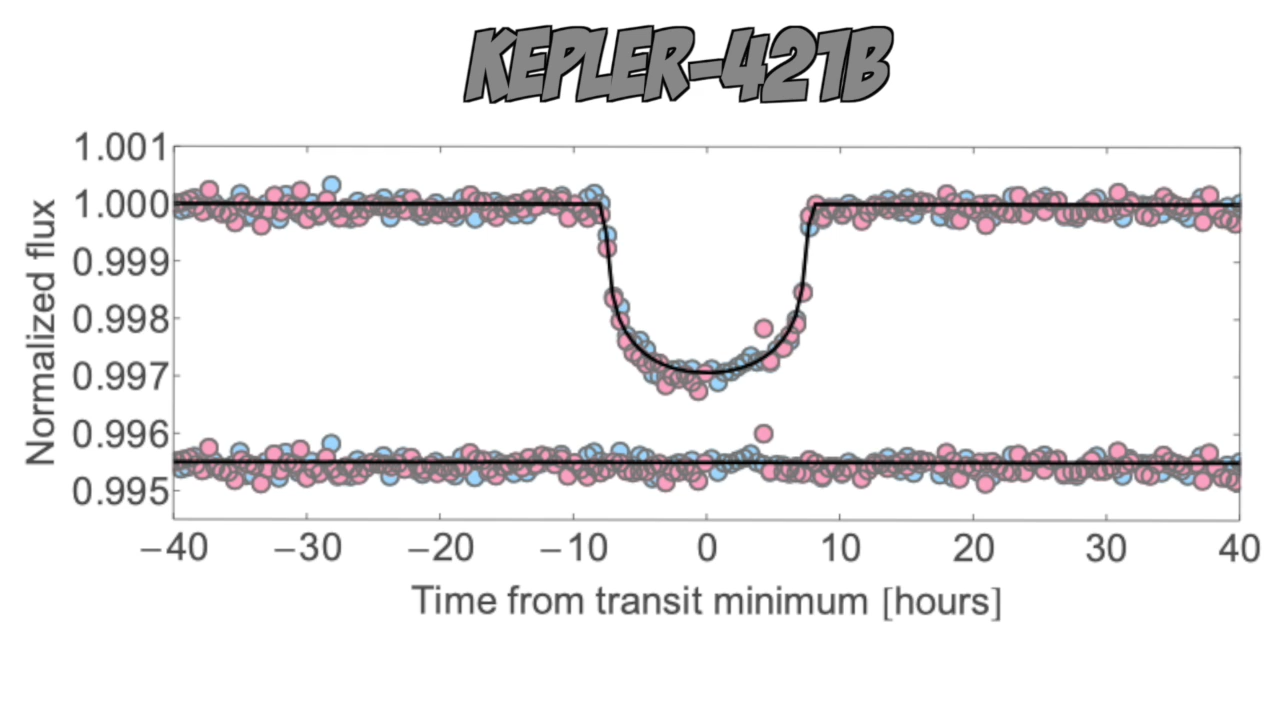 KEPLER-421B
Normalized flux
1.001
1.000
0.999
0.998
0.997
0.996
0.995
−40 −30 −20 −10 0 10 20 30 40
Time from transit minimum [hours]